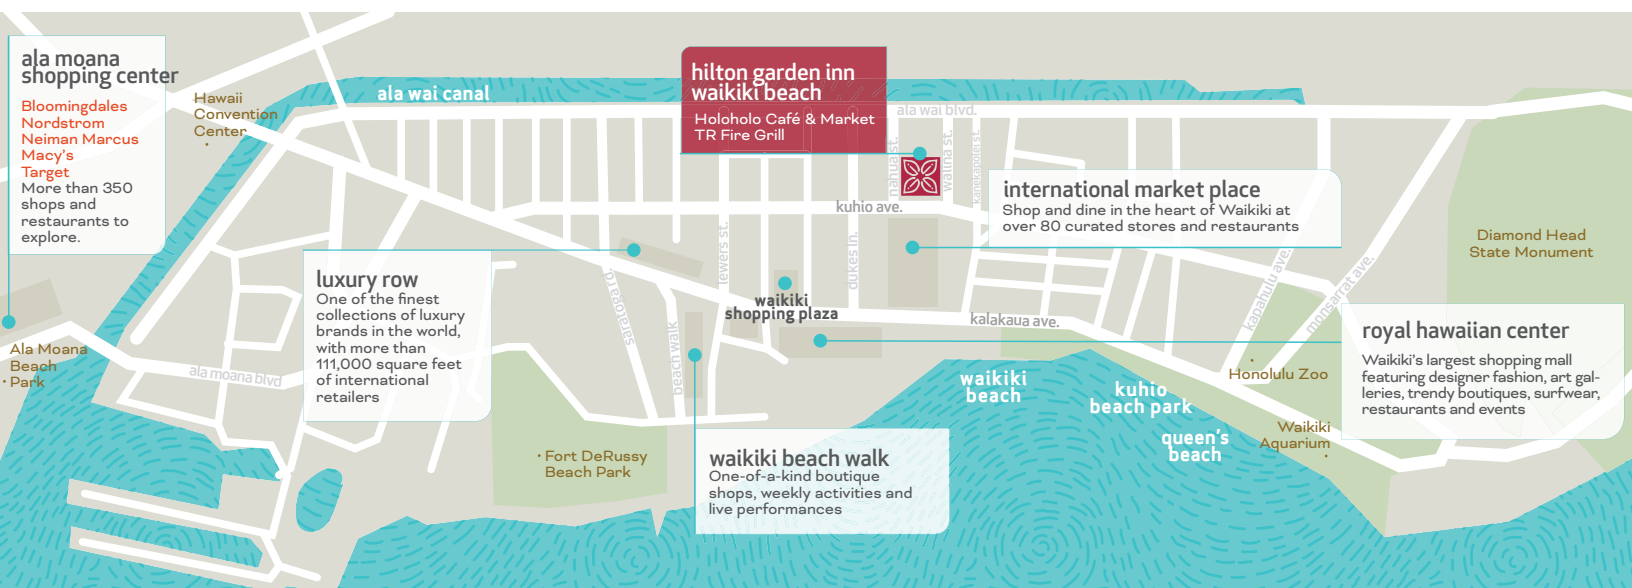 ala moana
shopping center
Bloomingdales
Nordstrom
Neiman Marcus
Macy's
Target
More than 350
shops and
restaurants to
explore.
Hawaii
Convention
Center
ala wai canal
hilton garden inn
waikiki beach
Holoholo Café & Market
TR Fire Grill
ala wai blvd.
nahua st.
walina st.
kanekapolei st.
kuhio ave.
international market place
Shop and dine in the heart of Waikiki at
over 80 curated stores and restaurants
Diamond Head
State Monument
luxury row
One of the finest
collections of luxury
brands in the world,
with more than
111,000 square feet
of international
retailers
saratoga rd.
beach walk
lewers st.
dukes ln.
waikiki
shopping plaza
kalakaua ave.
kapahulu ave.
monsarrat ave.
royal hawaiian center
Waikiki's largest shopping mall
featuring designer fashion, art gal-
leries, trendy boutiques, surfwear,
restaurants and events
Ala Moana
Beach
Park
ala moana blvd
waikiki
beach
kuhio
beach park
queen's
beach
Honolulu Zoo
Waikiki
Aquarium
Fort DeRussy
Beach Park
waikiki beach walk
One-of-a-kind boutique
shops, weekly activities and
live performances